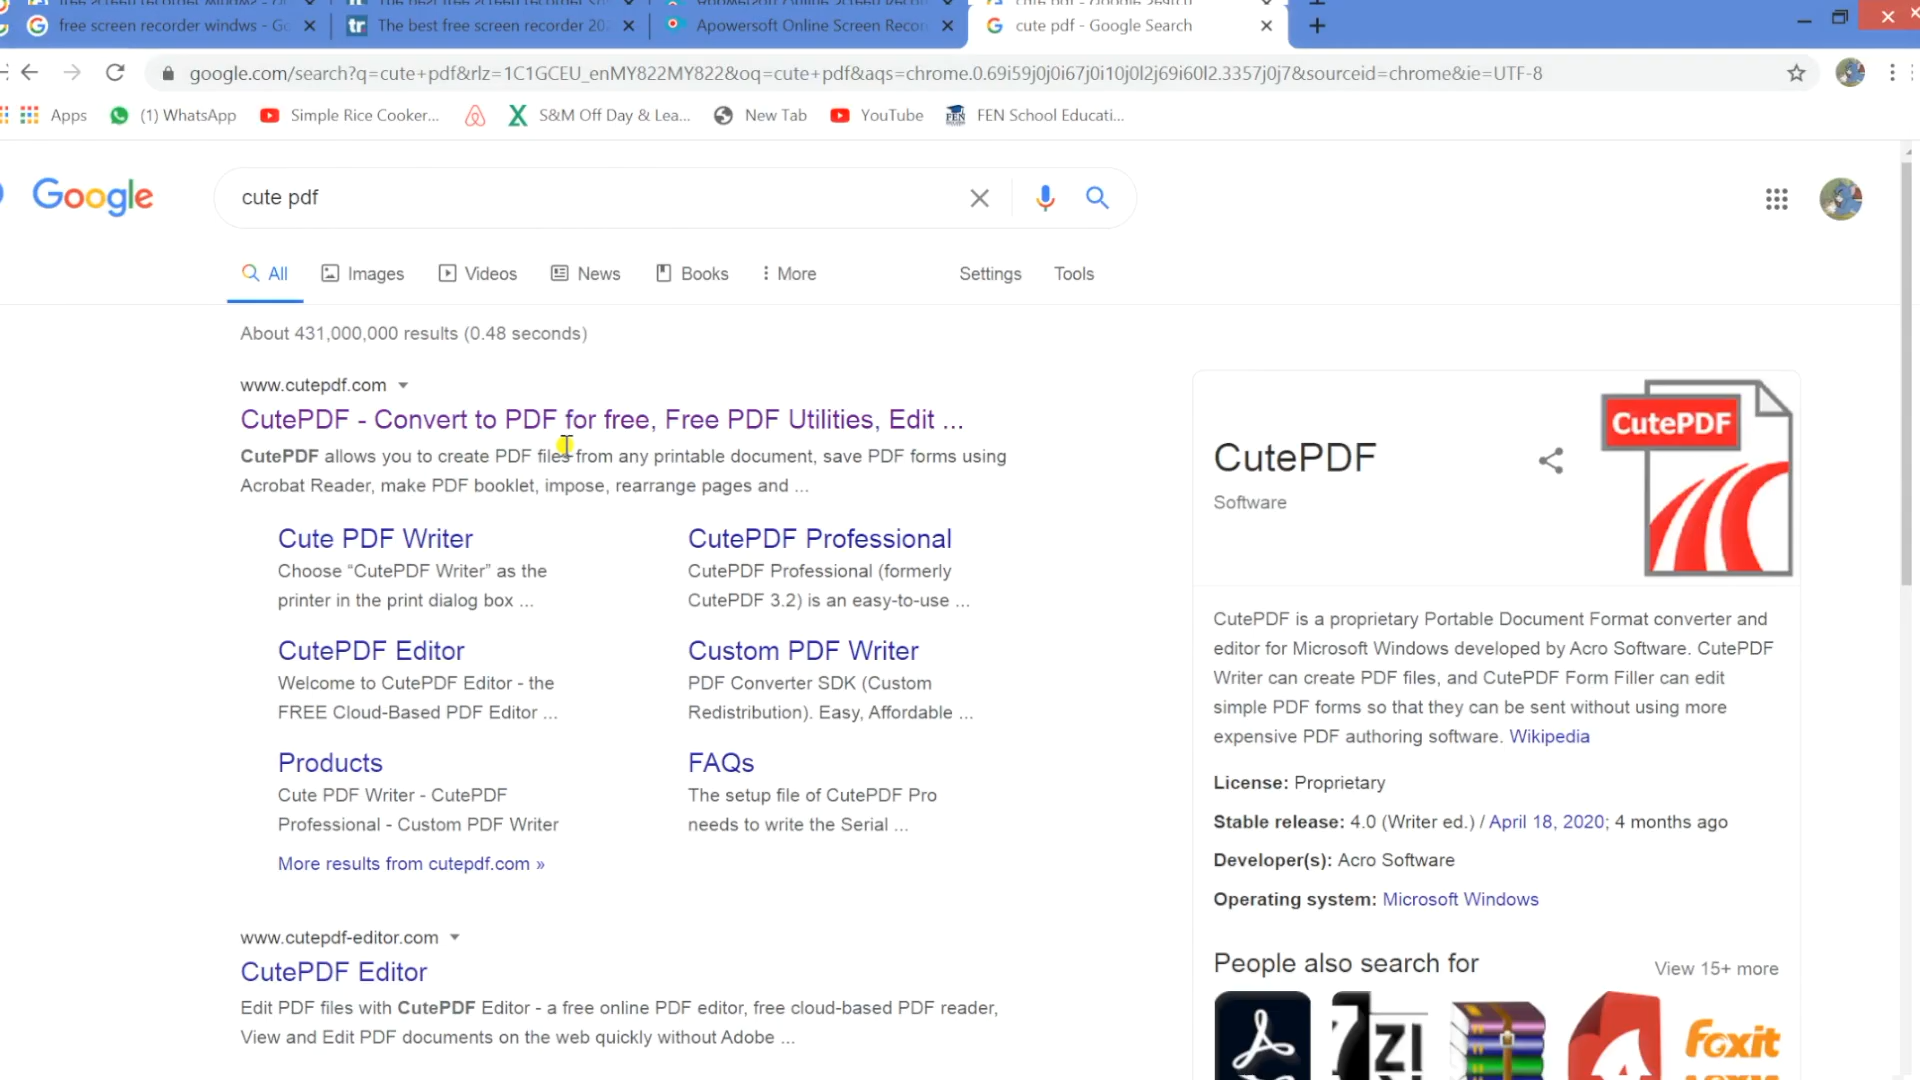 free screen recorder windws - Go
The best free screen recorder 20
Apowersoft Online Screen Recor
cute pdf - Google Search
google.com/search?q=cute+pdf&rlz=1C1GCEU_enMY822MY822&oq=cute+pdf&aqs=chrome.0.69i59j0j0i67j0i10j0l2j69i60l2.3357j0j7&sourceid=chrome&ie=UTF-8
Apps (1) WhatsApp Simple Rice Cooker... S&M Off Day & Lea... New Tab YouTube FEN School Educati...
Google
cute pdf
All Images Videos News Books More Settings Tools
About 431,000,000 results (0.48 seconds)
www.cutepdf.com
CutePDF - Convert to PDF for free, Free PDF Utilities, Edit ...
CutePDF allows you to create PDF files from any printable document, save PDF forms using
Acrobat Reader, make PDF booklet, impose, rearrange pages and ...
Cute PDF Writer
Choose “CutePDF Writer” as the
printer in the print dialog box ...
CutePDF Professional
CutePDF Professional (formerly
CutePDF 3.2) is an easy-to-use ...
CutePDF Editor
Welcome to CutePDF Editor - the
FREE Cloud-Based PDF Editor ...
Custom PDF Writer
PDF Converter SDK (Custom
Redistribution). Easy, Affordable ...
Products
Cute PDF Writer - CutePDF
Professional - Custom PDF Writer
FAQs
The setup file of CutePDF Pro
needs to write the Serial ...
More results from cutepdf.com »
www.cutepdf-editor.com
CutePDF Editor
Edit PDF files with CutePDF Editor - a free online PDF editor, free cloud-based PDF reader,
View and Edit PDF documents on the web quickly without Adobe ...
CutePDF
Software
CutePDF
CutePDF is a proprietary Portable Document Format converter and
editor for Microsoft Windows developed by Acro Software. CutePDF
Writer can create PDF files, and CutePDF Form Filler can edit
simple PDF forms so that they can be sent without using more
expensive PDF authoring software. Wikipedia
License: Proprietary
Stable release: 4.0 (Writer ed.) / April 18, 2020; 4 months ago
Developer(s): Acro Software
Operating system: Microsoft Windows
People also search for
View 15+ more
7ZI
Foxit